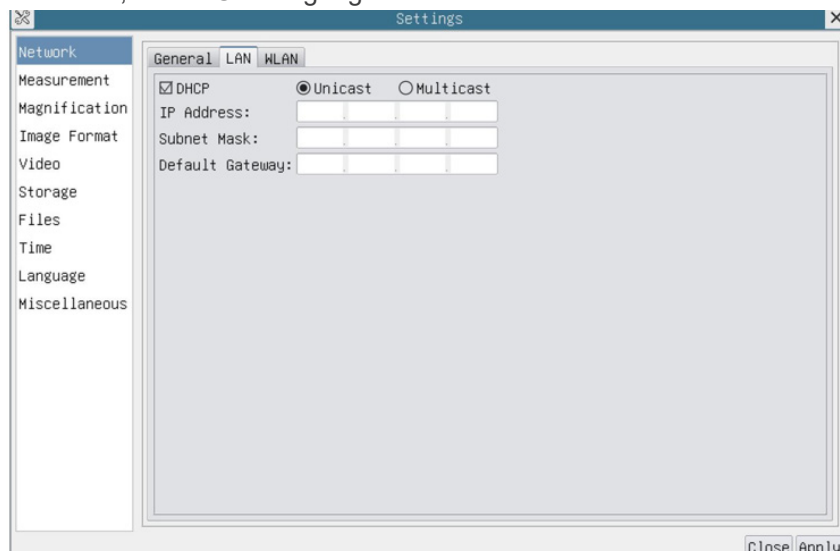 Settings
Network
Measurement
Magnification
Image Format
Video
Storage
Files
Time
Language
Miscellaneous
General LAN WLAN
DHCP Unicast Multicast
IP Address:
Subnet Mask:
Default Gateway:
Close Apply